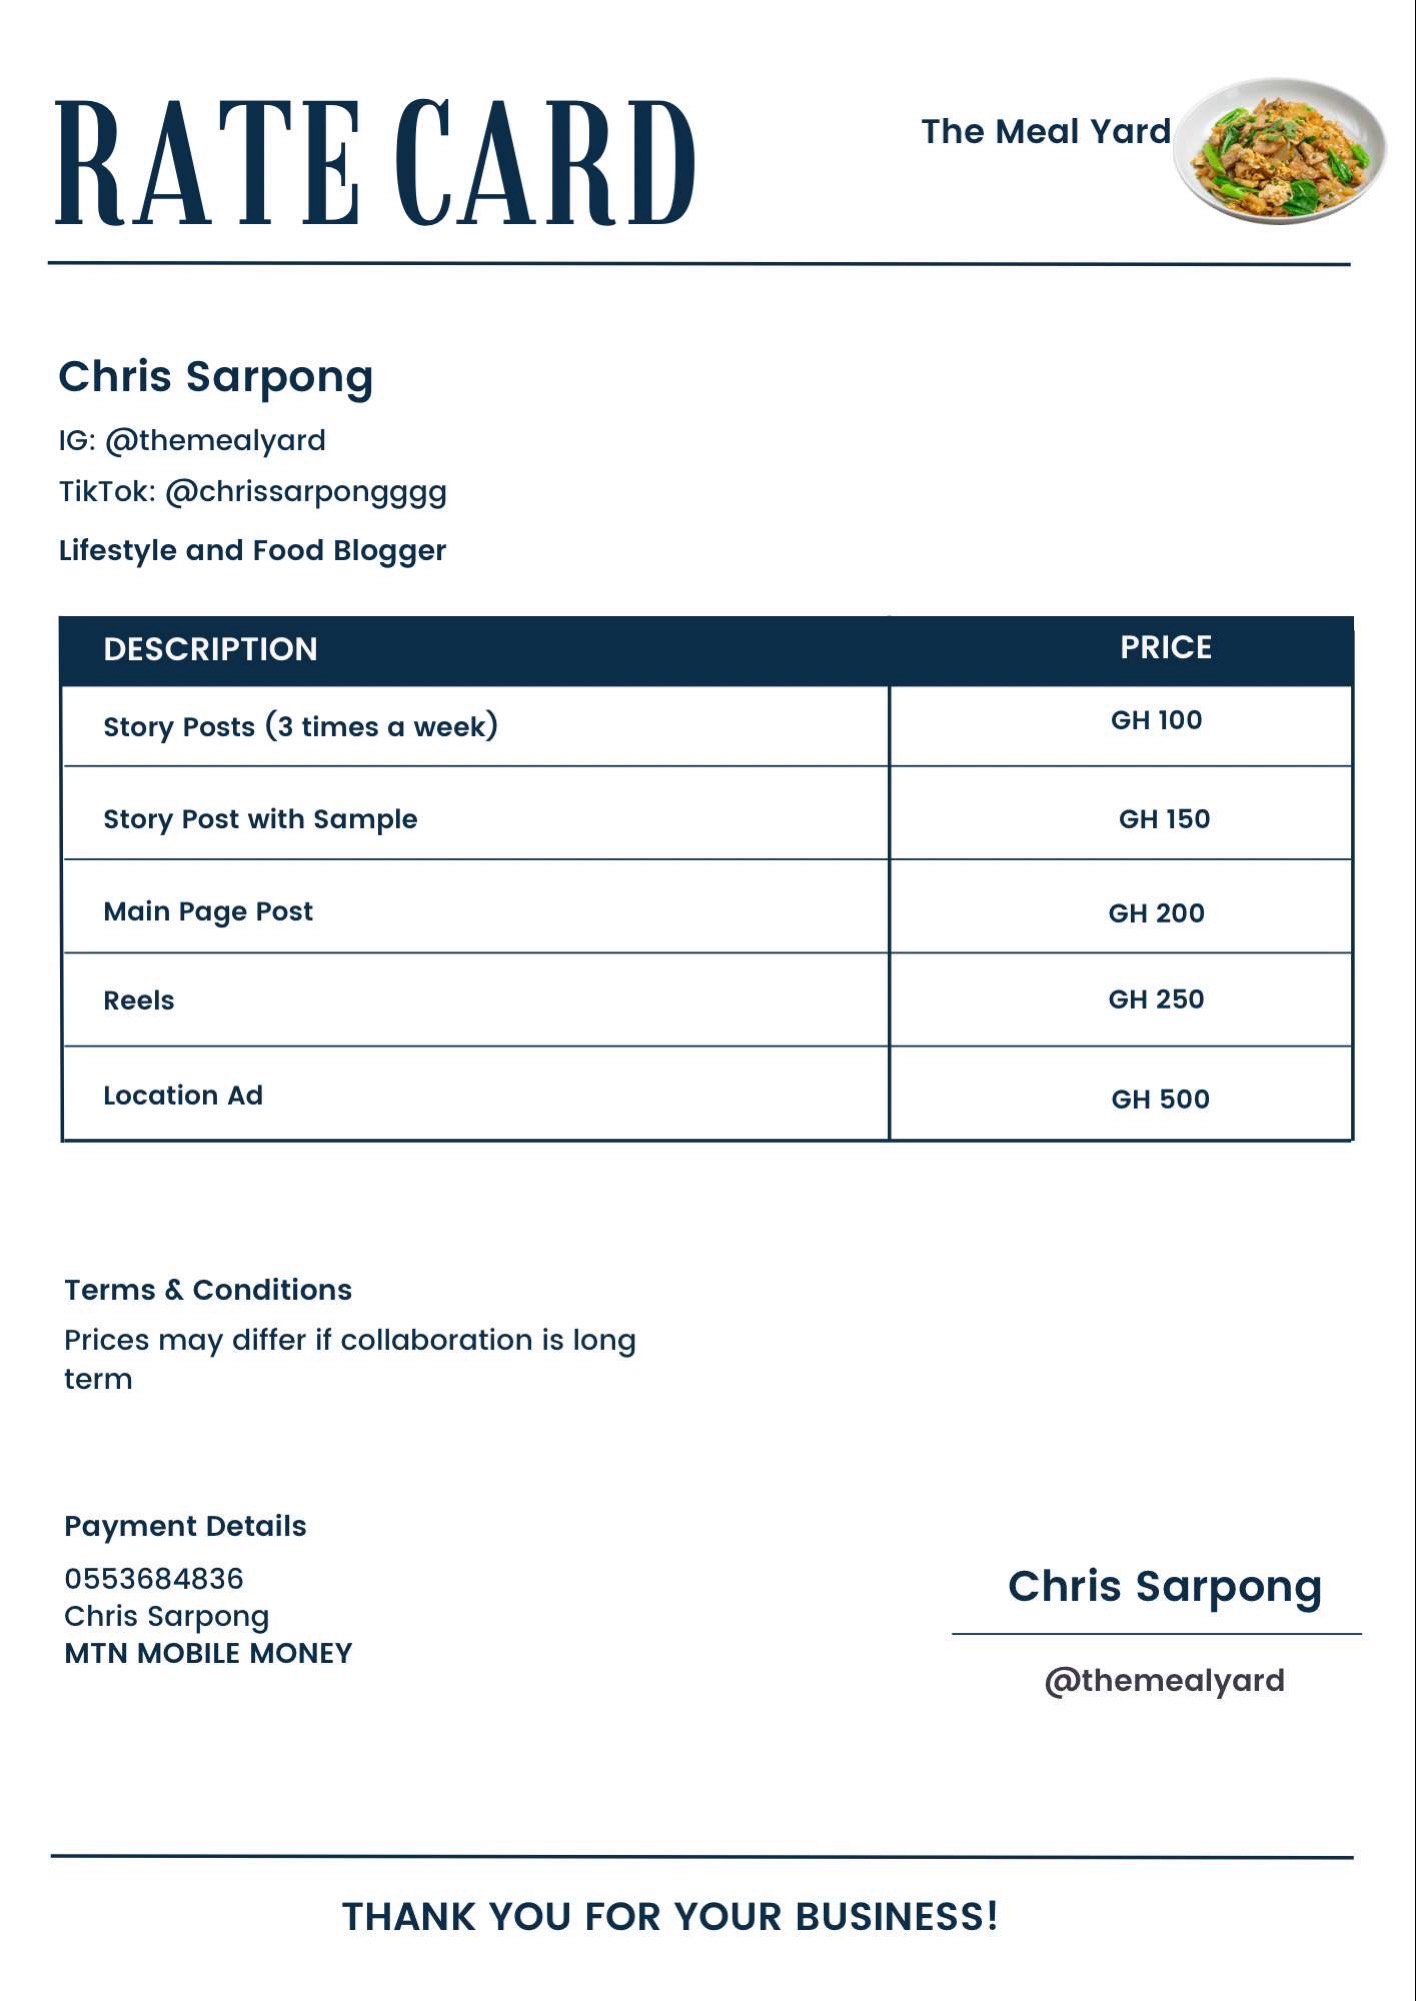 RATE CARD
The Meal Yard
Chris Sarpong
IG: @themealyard
TikTok: @chrissarpongggg
Lifestyle and Food Blogger
DESCRIPTION PRICE
Story Posts (3 times a week) GH 100
Story Post with Sample GH 150
Main Page Post GH 200
Reels GH 250
Location Ad GH 500
Terms & Conditions
Prices may differ if collaboration is long
term
Payment Details
0553684836
Chris Sarpong
MTN MOBILE MONEY
Chris Sarpong
@themealyard
THANK YOU FOR YOUR BUSINESS!